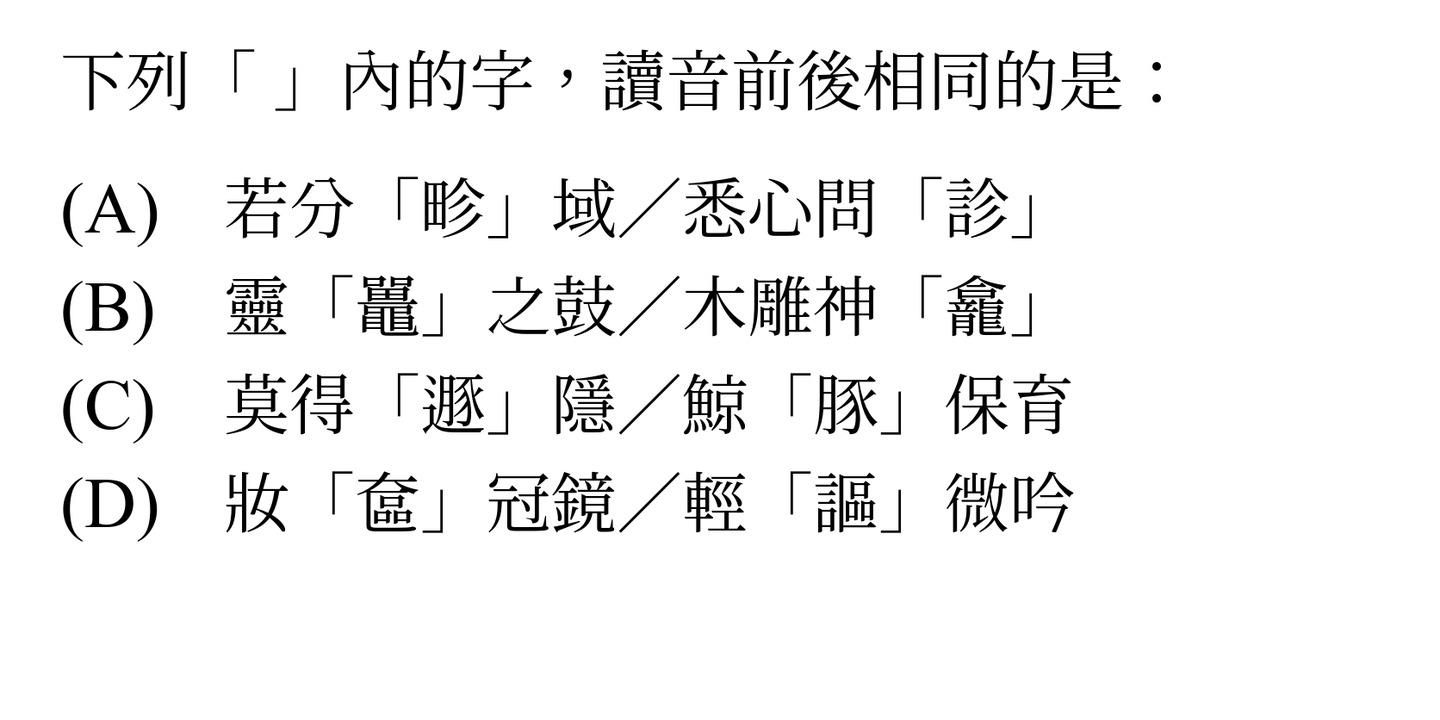 下列「 」內的字，讀音前後相同的是：
(A) 若分「畛」域／悉心問「診」
(B) 靈「鼉」之鼓／木雕神「龕」
(C) 莫得「遯」隱／鯨「豚」保育
(D) 妝「奩」冠鏡／輕「謳」微吟